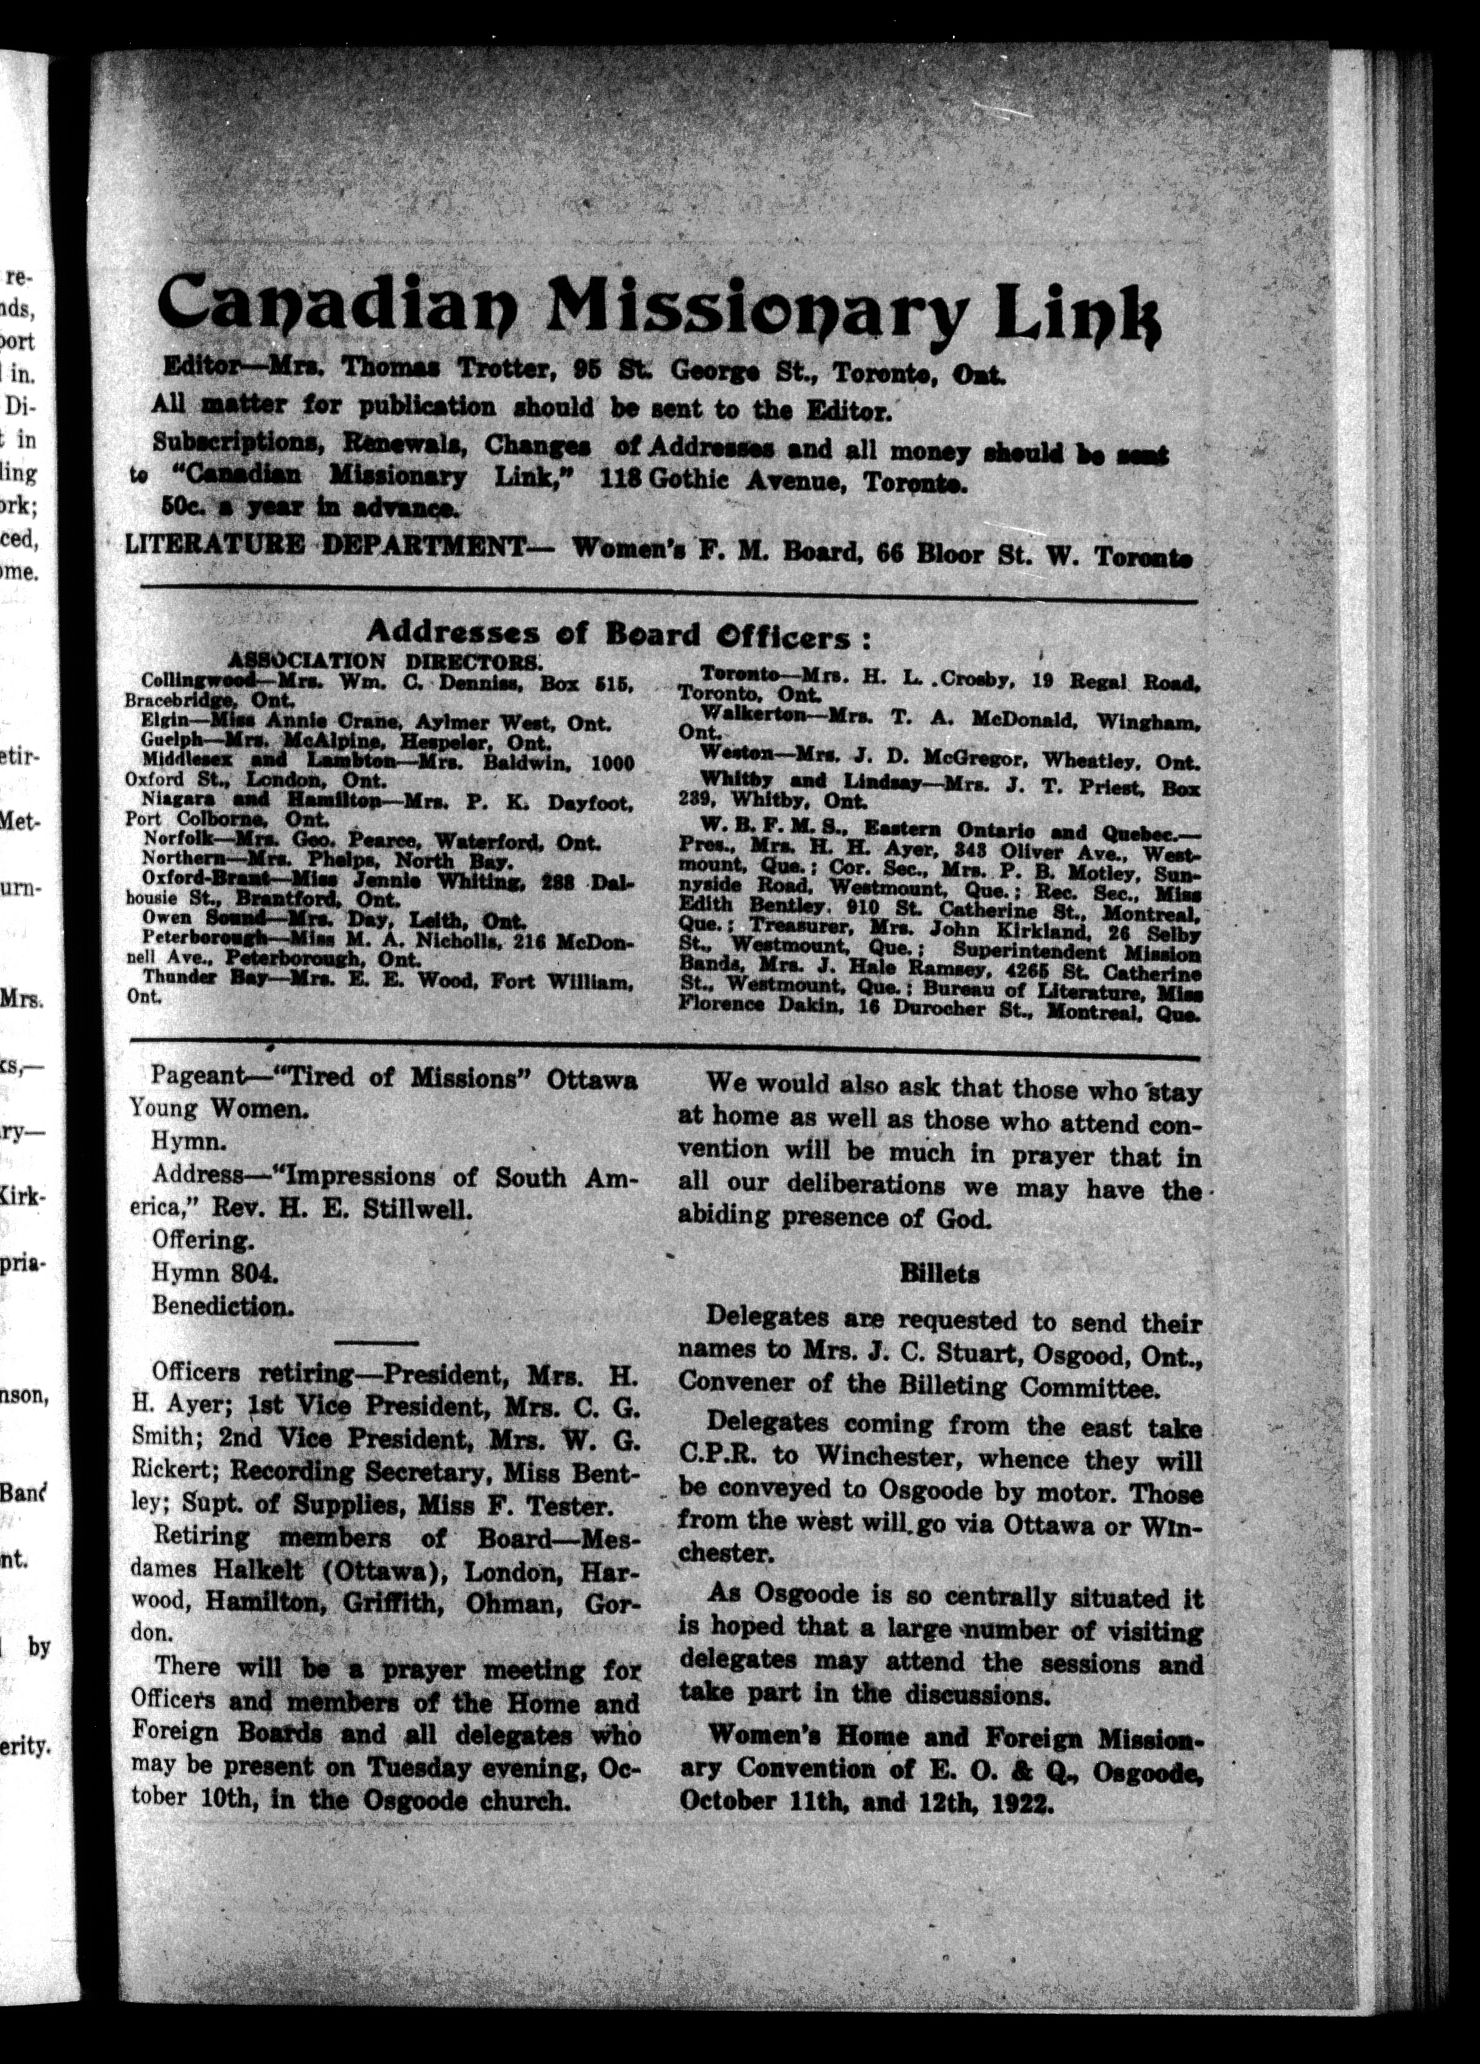 re-
nds,
port
in.
Di-
t in
ling
ork;
ced,
ome.
etir-
Met-
urn-
Mrs.
ks,—
ry—
Kirk-
pria-
nson,
Band
nt.
by
erity.
Canadian Missionary Link
Editor—Mrs. Thomas Trotter, 95 St. George St., Toronto, Ont.
All matter for publication should be sent to the Editor.
Subscriptions, Renewals, Changes of Addresses and all money should be sent
to "Canadian Missionary Link," 118 Gothic Avenue, Toronto.
50c. a year in advance.
LITERATURE DEPARTMENT— Women's F. M. Board, 66 Bloor St. W. Toronto
Addresses of Board Officers :
ASSOCIATION DIRECTORS.
Collingwood—Mrs. Wm. C. Denniss, Box 515,
Bracebridge, Ont.
Elgin—Miss Annie Crane, Aylmer West, Ont.
Guelph—Mrs. McAlpine, Hespeler, Ont.
Middlesex and Lambton—Mrs. Baldwin, 1000
Oxford St., London, Ont.
Niagara and Hamilton—Mrs. P. K. Dayfoot,
Port Colborne, Ont.
Norfolk—Mrs. Geo. Pearce, Waterford, Ont.
Northern—Mrs. Phelps, North Bay.
Oxford-Brant—Miss Jennie Whiting, 288 Dal-
housie St., Brantford, Ont.
Owen Sound—Mrs. Day, Leith, Ont.
Peterborough—Miss M. A. Nicholls, 216 McDon-
nell Ave., Peterborough, Ont.
Thunder Bay—Mrs. E. E. Wood, Fort William,
Ont.
Toronto—Mrs. H. L. Crosby, 19 Regal Road,
Toronto, Ont.
Walkerton—Mrs. T. A. McDonald, Wingham,
Ont.
Weston—Mrs. J. D. McGregor, Wheatley, Ont.
Whitby and Lindsay—Mrs. J. T. Priest, Box
239, Whitby, Ont.
W. B. F. M. S., Eastern Ontario and Quebec.—
Pres., Mrs. H. H. Ayer, 343 Oliver Ave., West-
mount, Que.; Cor. Sec., Mrs. P. B. Motley, Sun-
nyside Road, Westmount, Que.; Rec. Sec., Miss
Edith Bentley, 910 St. Catherine St., Montreal,
Que.; Treasurer, Mrs. John Kirkland, 26 Selby
St., Westmount, Que.; Superintendent Mission
Bands, Mrs. J. Hale Ramsey, 4265 St. Catherine
St., Westmount, Que.; Bureau of Literature, Miss
Florence Dakin, 16 Durocher St., Montreal, Que.
Pageant—"Tired of Missions" Ottawa
Young Women.
Hymn.
Address—"Impressions of South Am-
erica," Rev. H. E. Stillwell.
Offering.
Hymn 804.
Benediction.
Officers retiring—President, Mrs. H.
H. Ayer; 1st Vice President, Mrs. C. G.
Smith; 2nd Vice President, Mrs. W. G.
Rickert; Recording Secretary, Miss Bent-
ley; Supt. of Supplies, Miss F. Tester.
Retiring members of Board—Mes-
dames Halkelt (Ottawa), London, Har-
wood, Hamilton, Griffith, Ohman, Gor-
don.
There will be a prayer meeting for
Officers and members of the Home and
Foreign Boards and all delegates who
may be present on Tuesday evening, Oc-
tober 10th, in the Osgoode church.
We would also ask that those who stay
at home as well as those who attend con-
vention will be much in prayer that in
all our deliberations we may have the
abiding presence of God.
Billets
Delegates are requested to send their
names to Mrs. J. C. Stuart, Osgood, Ont.,
Convener of the Billeting Committee.
Delegates coming from the east take
C.P.R. to Winchester, whence they will
be conveyed to Osgoode by motor. Those
from the west will go via Ottawa or Win-
chester.
As Osgoode is so centrally situated it
is hoped that a large number of visiting
delegates may attend the sessions and
take part in the discussions.
Women's Home and Foreign Mission-
ary Convention of E. O. & Q., Osgoode,
October 11th, and 12th, 1922.